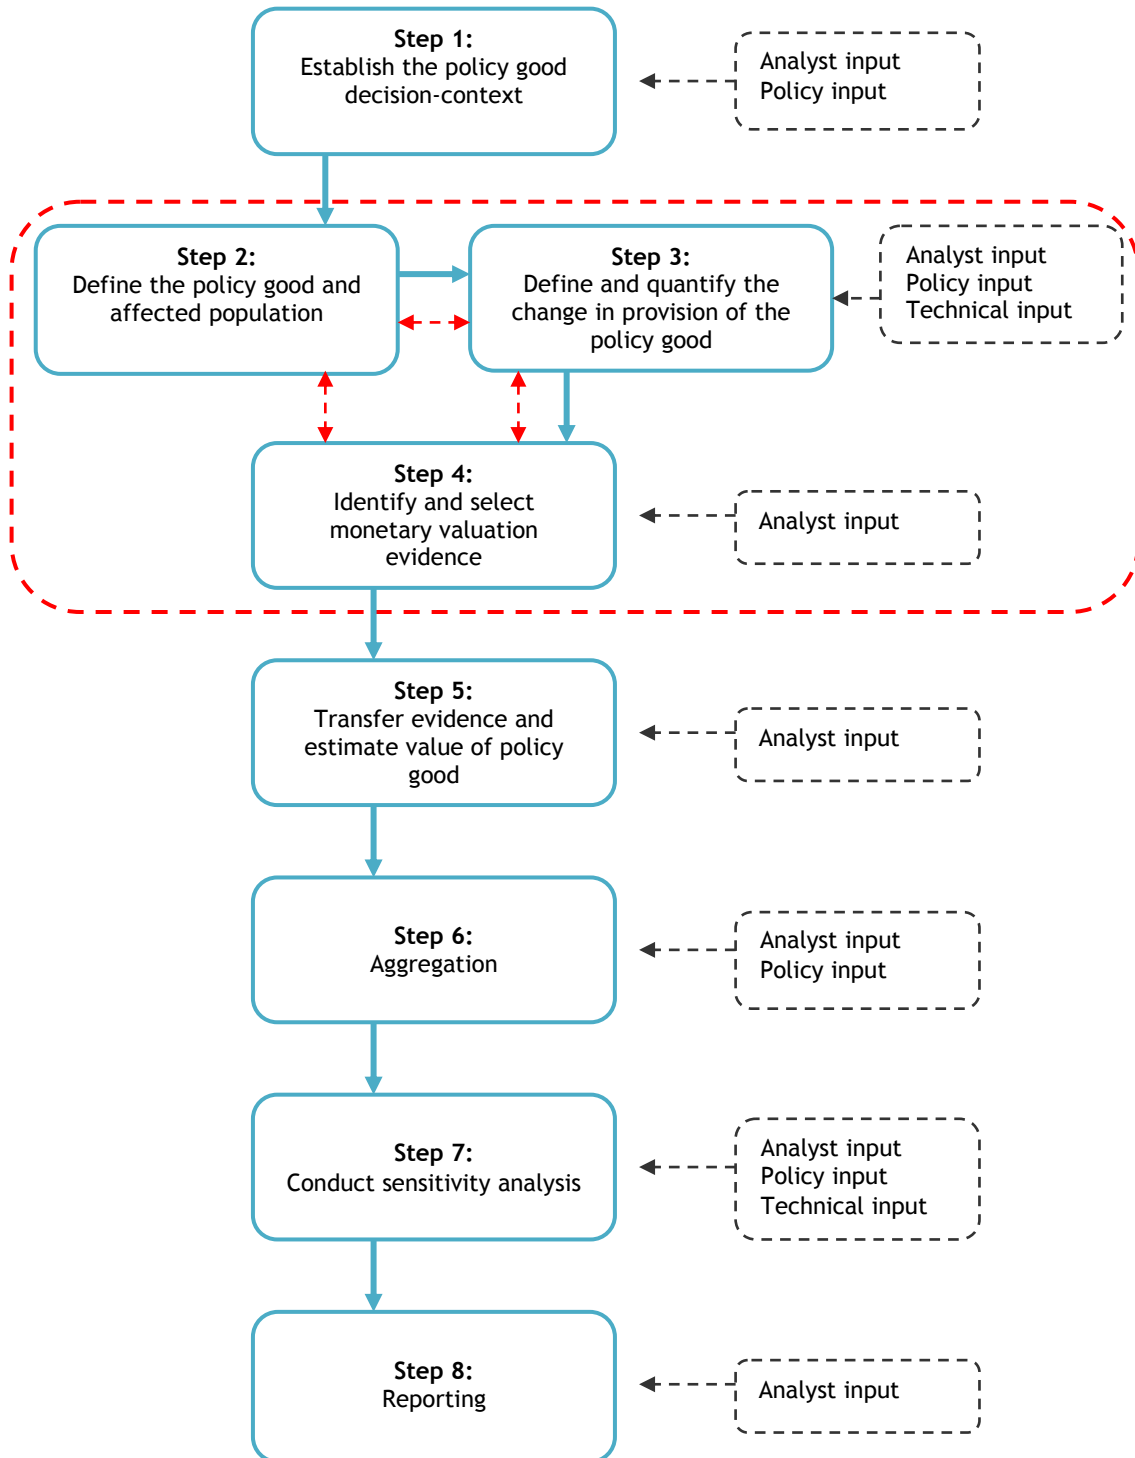 Step 1:
Establish the policy good
decision-context
Analyst input
Policy input
Step 2:
Define the policy good and
affected population
Step 3:
Define and quantify the
change in provision of the
policy good
Analyst input
Policy input
Technical input
Step 4:
Identify and select
monetary valuation
evidence
Analyst input
Step 5:
Transfer evidence and
estimate value of policy
good
Analyst input
Step 6:
Aggregation
Analyst input
Policy input
Step 7:
Conduct sensitivity analysis
Analyst input
Policy input
Technical input
Step 8:
Reporting
Analyst input